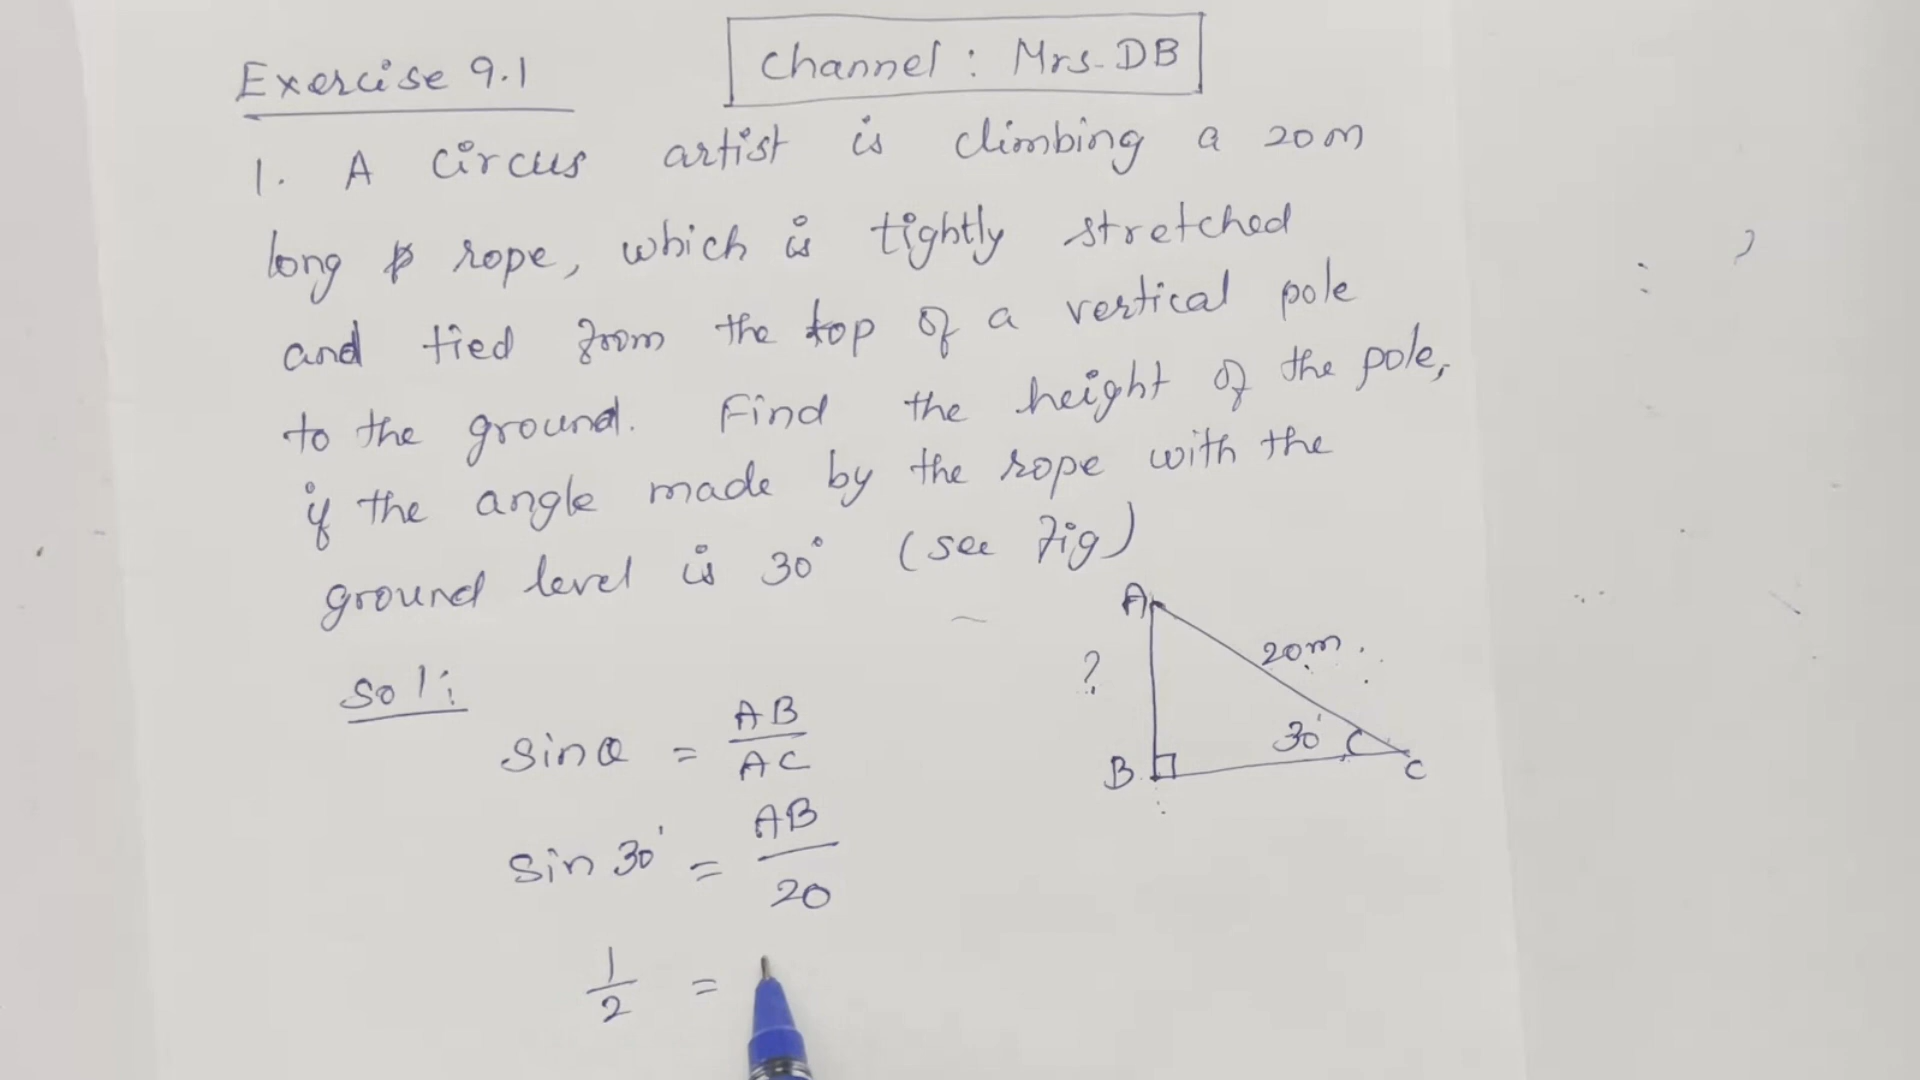 Exercise 9.1
Channel : Mrs. DB
1. A circus artist is climbing a 20m
long rope, which is tightly stretched
and tied from the top of a vertical pole
to the ground. Find the height of the pole,
if the angle made by the rope with the
ground level is 30° (see fig)
A
? 20m.
30°
B C
Sol:
sin θ = AB/AC
sin 30° = AB/20
1/2 =